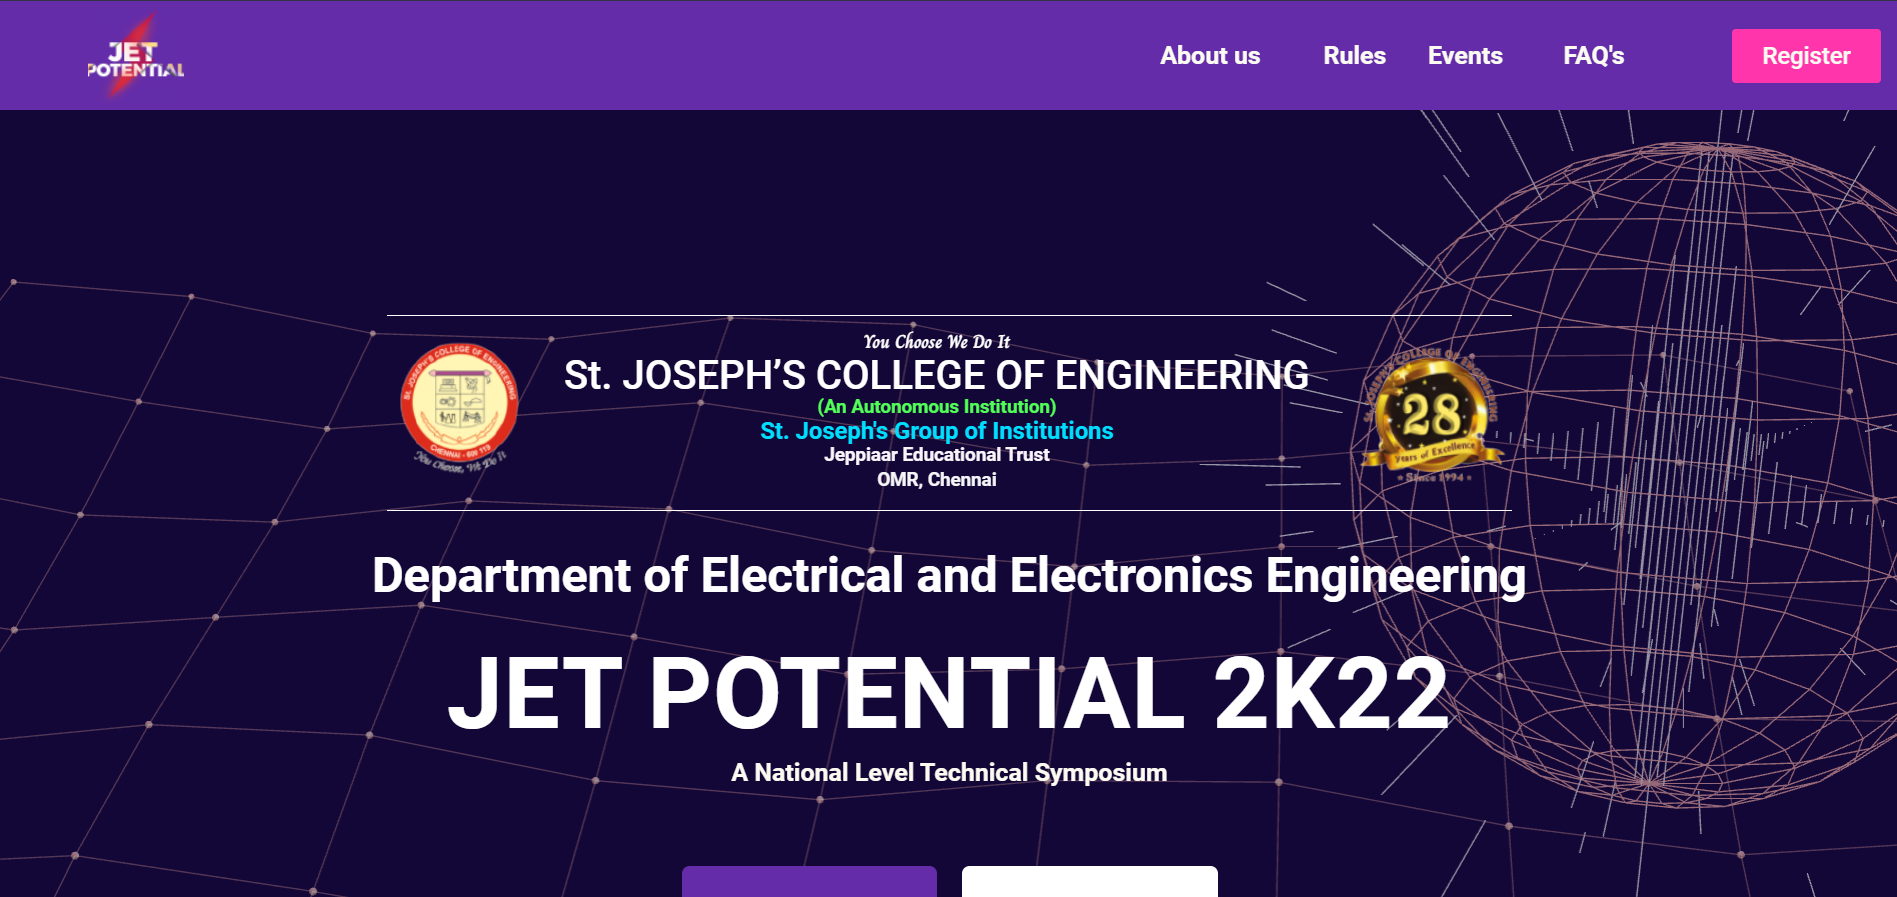 JET
POTENTIAL
About us
Rules
Events
FAQ's
Register
You Choose We Do It
St. JOSEPH’S COLLEGE OF ENGINEERING
(An Autonomous Institution)
St. Joseph's Group of Institutions
Jeppiaar Educational Trust
OMR, Chennai
St. JOSEPH'S COLLEGE OF ENGINEERING
CHENNAI - 600 119
You Choose, We Do It
St. JOSEPH'S COLLEGE OF ENGINEERING
28
Years of Excellence
★ Since 1994 ★
Department of Electrical and Electronics Engineering
JET POTENTIAL 2K22
A National Level Technical Symposium